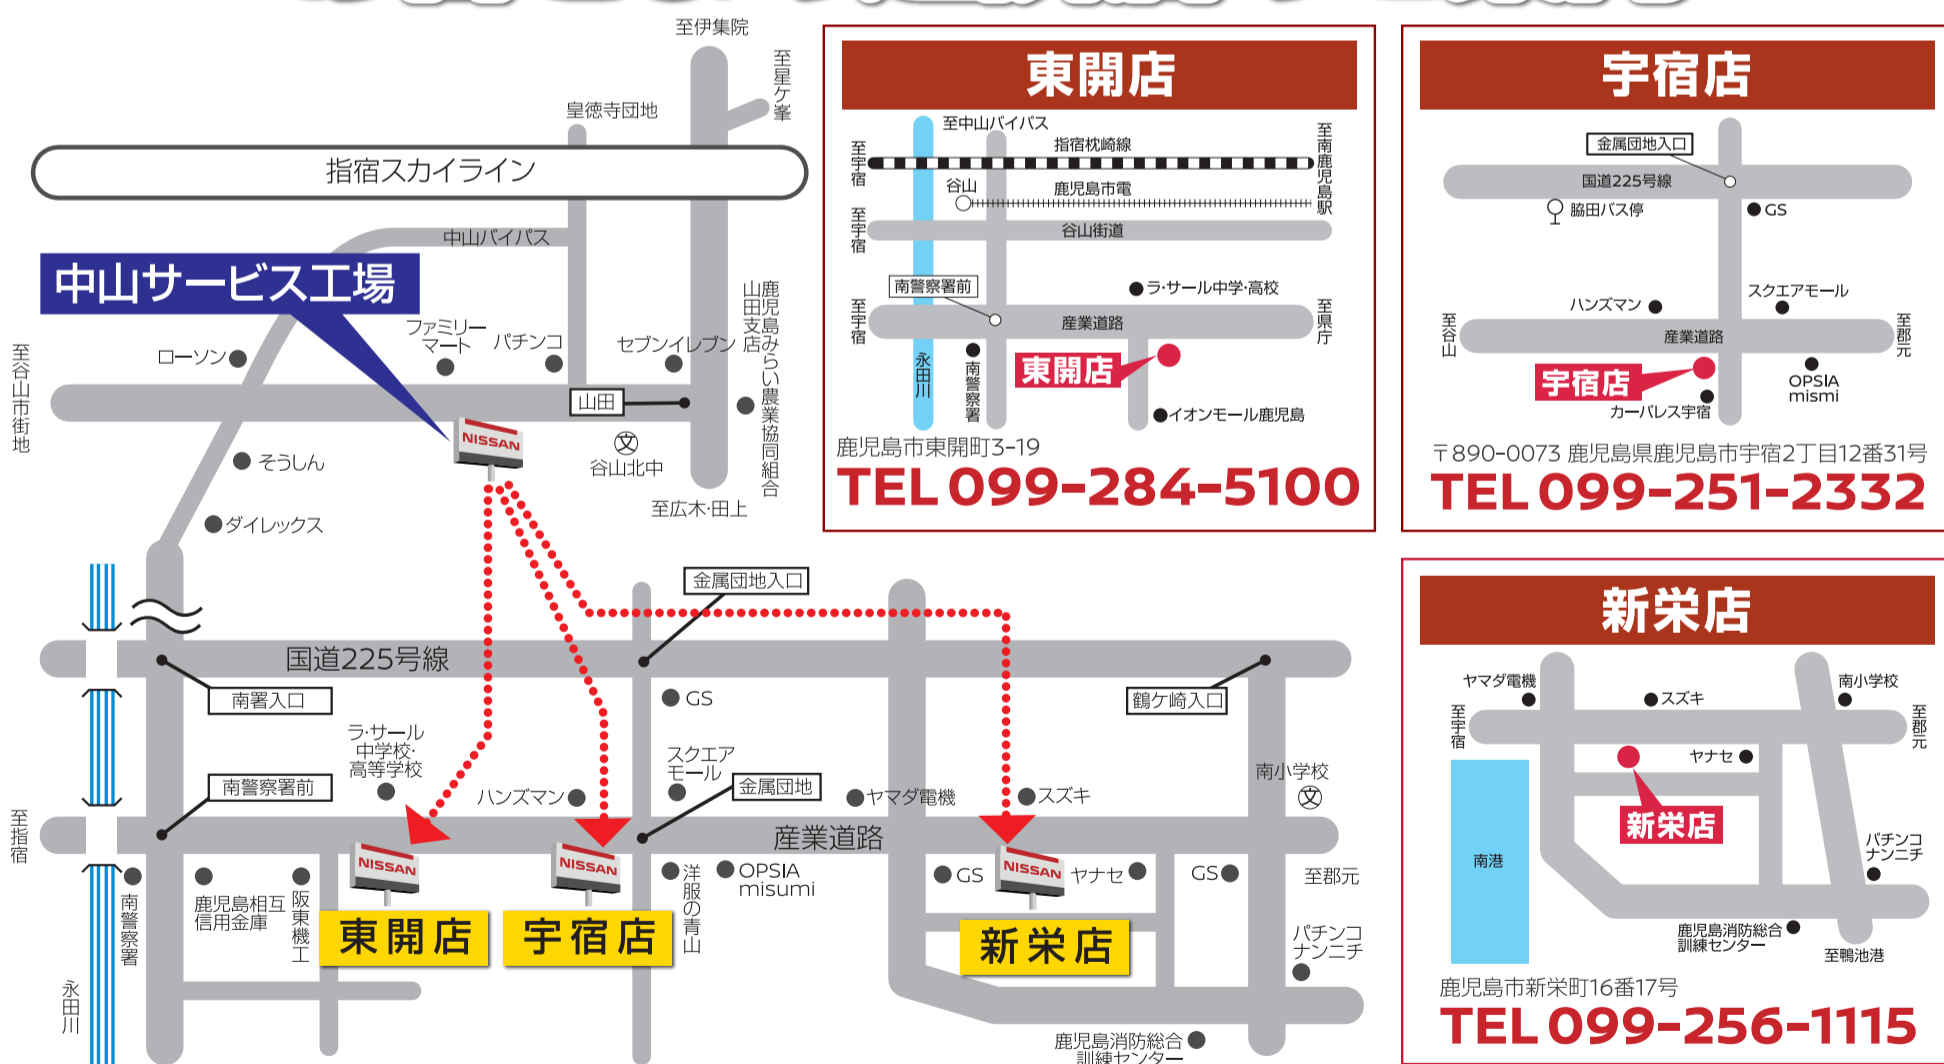 至伊集院
至星ケ峯
皇徳寺団地
指宿スカイライン
中山バイパス
中山サービス工場
鹿児島みらい農業協同組合
山田支店
ファミリー
マート
パチンコ
セブンイレブン
ローソン
至谷山市街地
山田
NISSAN
谷山北中
文
そうしん
至広木・田上
ダイレックス
金属団地入口
国道225号線
南署入口
GS
鶴ケ崎入口
ラ・サール
中学校・
高等学校
スクエア
モール
南小学校
文
南警察署前
ハンズマン
金属団地
ヤマダ電機
スズキ
至指宿
産業道路
NISSAN
NISSAN
NISSAN
南警察署
鹿児島相互
信用金庫
阪東機工
洋服の青山
OPSIA
misumi
GS
ヤナセ
GS
至郡元
東開店
宇宿店
新栄店
パチンコ
ナンニチ
永田川
鹿児島消防総合
訓練センター
東開店
至中山バイパス
至宇宿
指宿枕崎線
至南鹿児島駅
谷山
鹿児島市電
至宇宿
谷山街道
南警察署前
ラ・サール中学・高校
至宇宿
産業道路
至県庁
永田川
南警察署
東開店
イオンモール鹿児島
鹿児島市東開町3-19
TEL 099-284-5100
宇宿店
金属団地入口
国道225号線
脇田バス停
GS
ハンズマン
スクエアモール
至谷山
産業道路
至郡元
宇宿店
OPSIA
mismi
カーパレス宇宿
〒890-0073 鹿児島県鹿児島市宇宿2丁目12番31号
TEL 099-251-2332
新栄店
ヤマダ電機
スズキ
南小学校
至宇宿
至郡元
ヤナセ
新栄店
南港
パチンコ
ナンニチ
鹿児島消防総合
訓練センター
至鴨池港
鹿児島市新栄町16番17号
TEL 099-256-1115